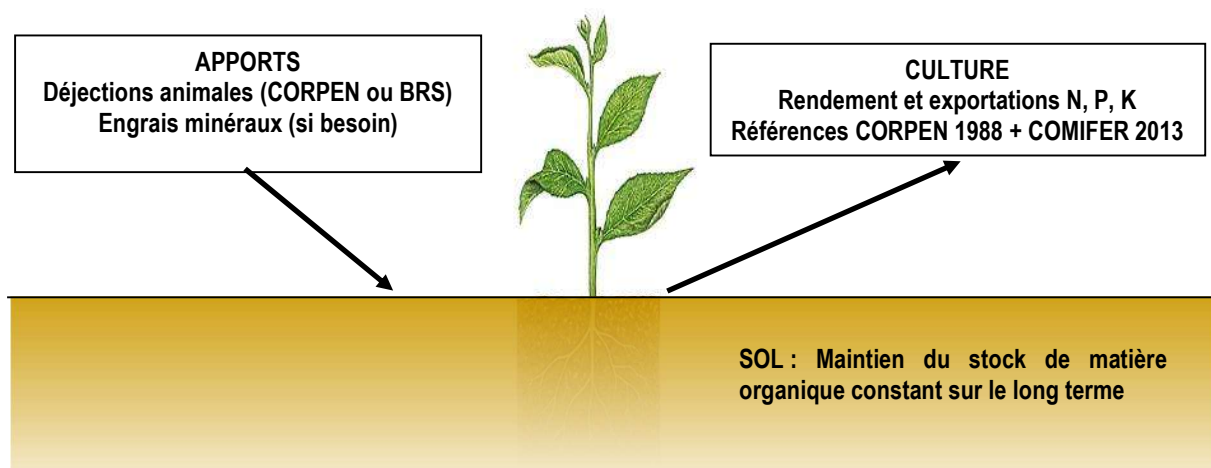 APPORTS
Déjections animales (CORPEN ou BRS)
Engrais minéraux (si besoin)
CULTURE
Rendement et exportations N, P, K
Références CORPEN 1988 + COMIFER 2013
SOL : Maintien du stock de matière
organique constant sur le long terme